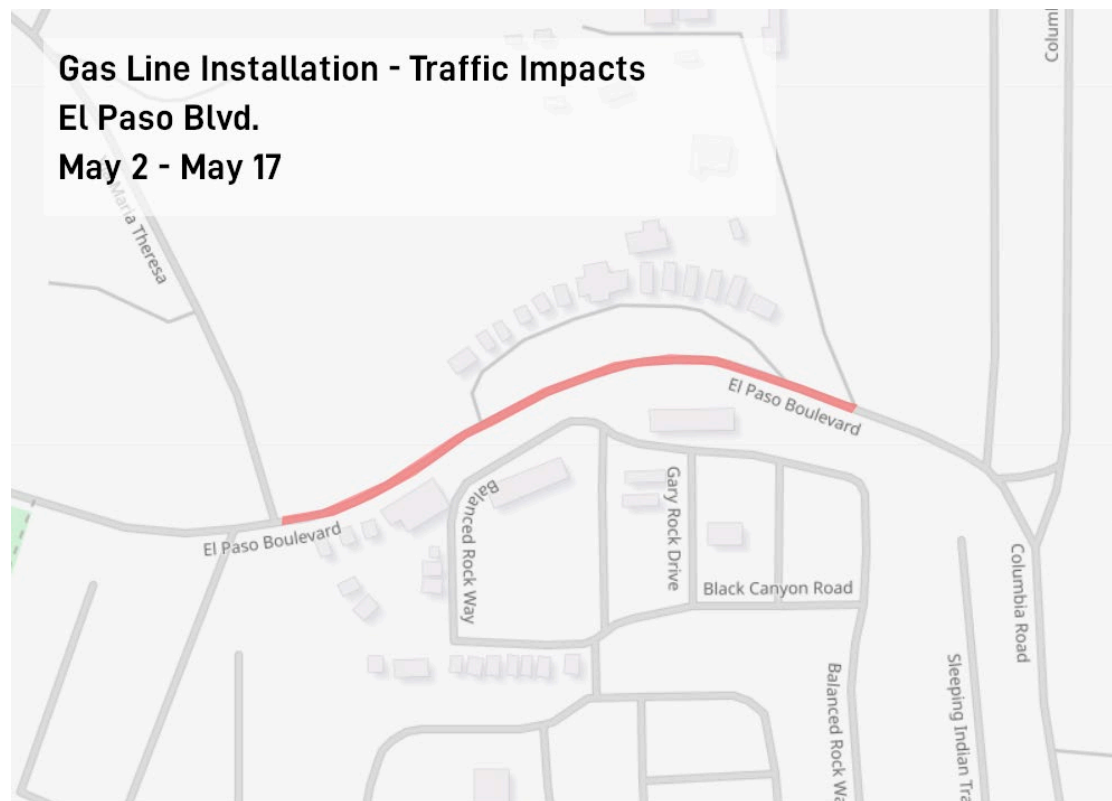 Gas Line Installation - Traffic Impacts
El Paso Blvd.
May 2 - May 17
Colum
Maria Theresa
El Paso Boulevard
El Paso Boulevard
Balanced Rock Way
Gary Rock Drive
Black Canyon Road
Columbia Road
Balanced Rock Wa
Sleeping Indian Tra